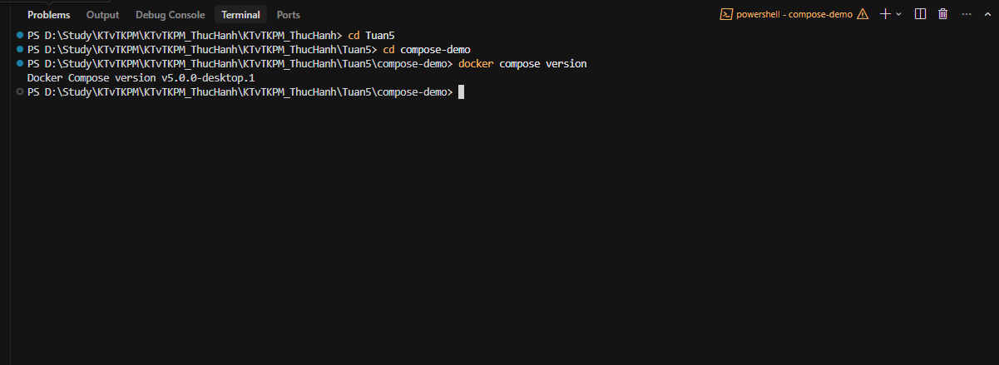 Problems Output Debug Console Terminal Ports powershell - compose-demo
PS D:\Study\KTvTKPM\KTvTKPM_ThucHanh\KTvTKPM_ThucHanh> cd Tuan5
PS D:\Study\KTvTKPM\KTvTKPM_ThucHanh\KTvTKPM_ThucHanh\Tuan5> cd compose-demo
PS D:\Study\KTvTKPM\KTvTKPM_ThucHanh\KTvTKPM_ThucHanh\Tuan5\compose-demo> docker compose version
Docker Compose version v5.0.0-desktop.1
PS D:\Study\KTvTKPM\KTvTKPM_ThucHanh\KTvTKPM_ThucHanh\Tuan5\compose-demo>